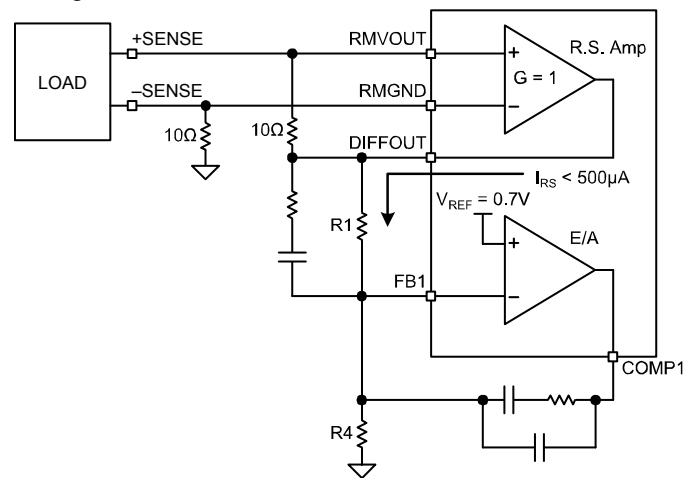 +SENSE
RMVOUT
+
R.S. Amp
LOAD
G = 1
–SENSE
RMGND
–
10Ω
10Ω
DIFFOUT
IRS < 500µA
VREF = 0.7V
R1
E/A
+
FB1
–
COMP1
R4